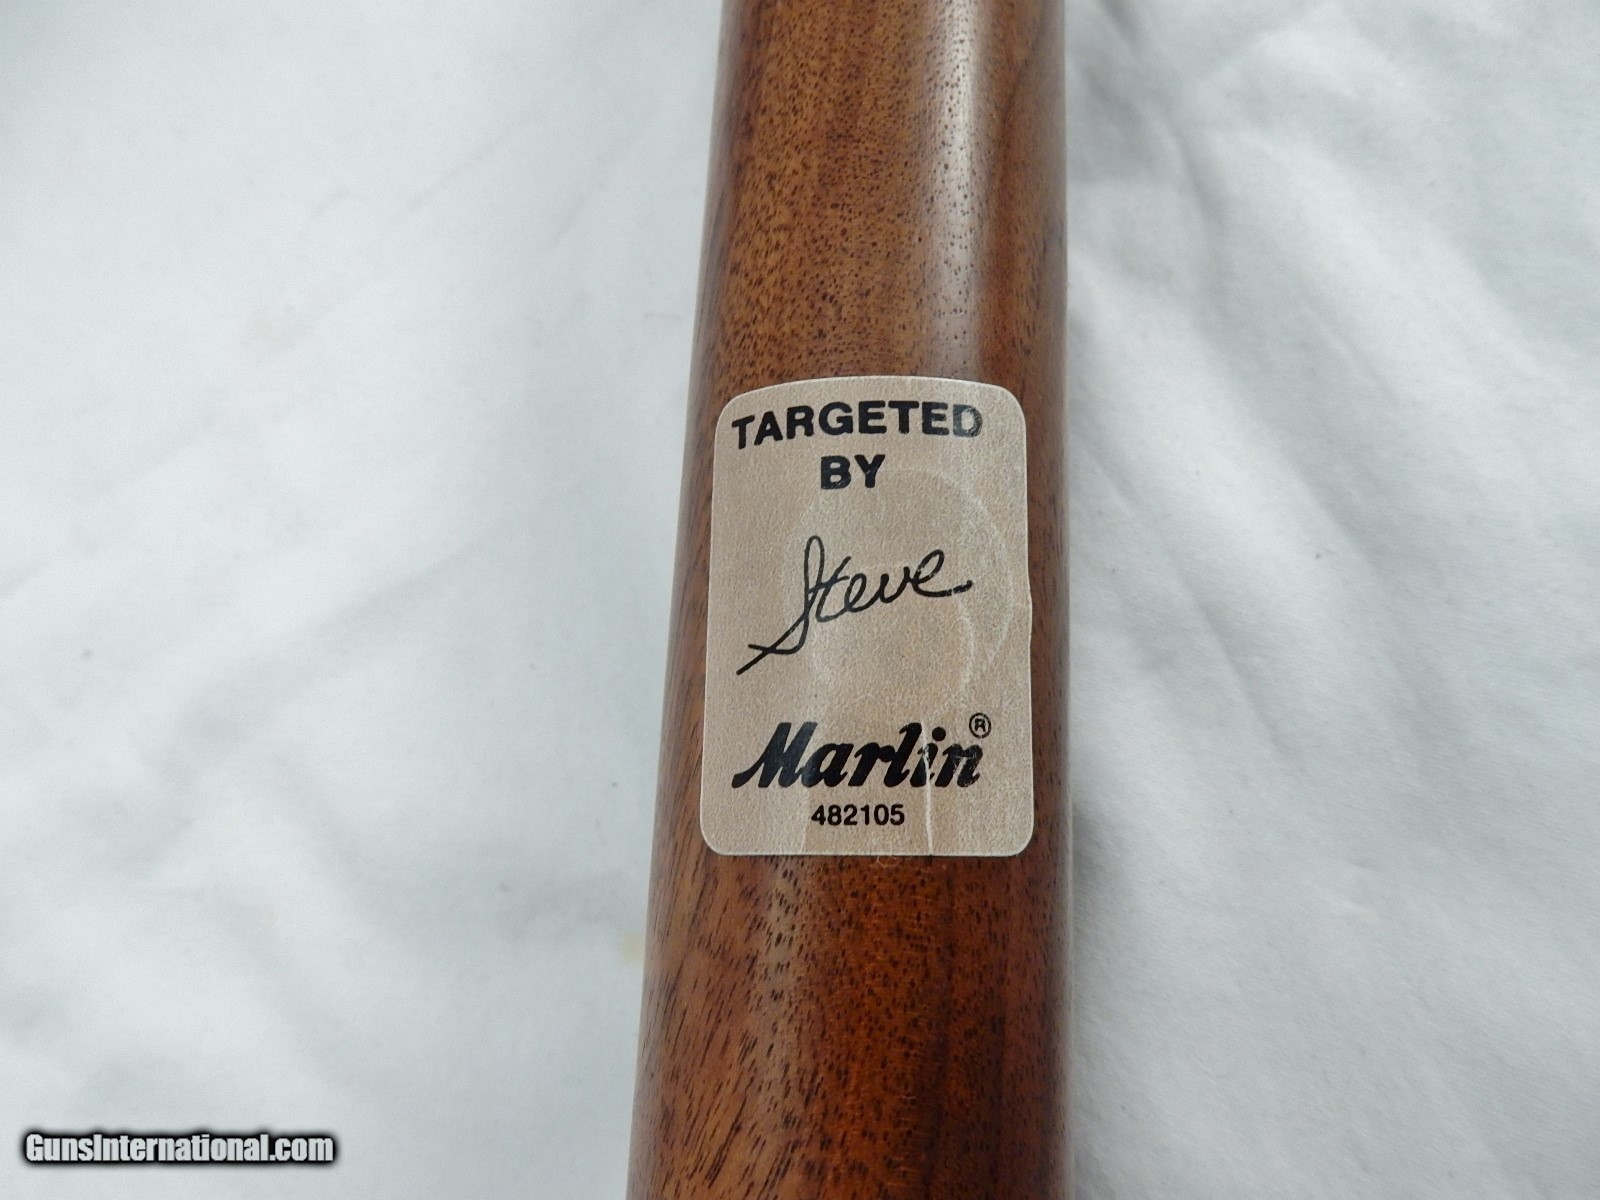 TARGETED
BY
Steve
Marlin®
482105
GunsInternational.com